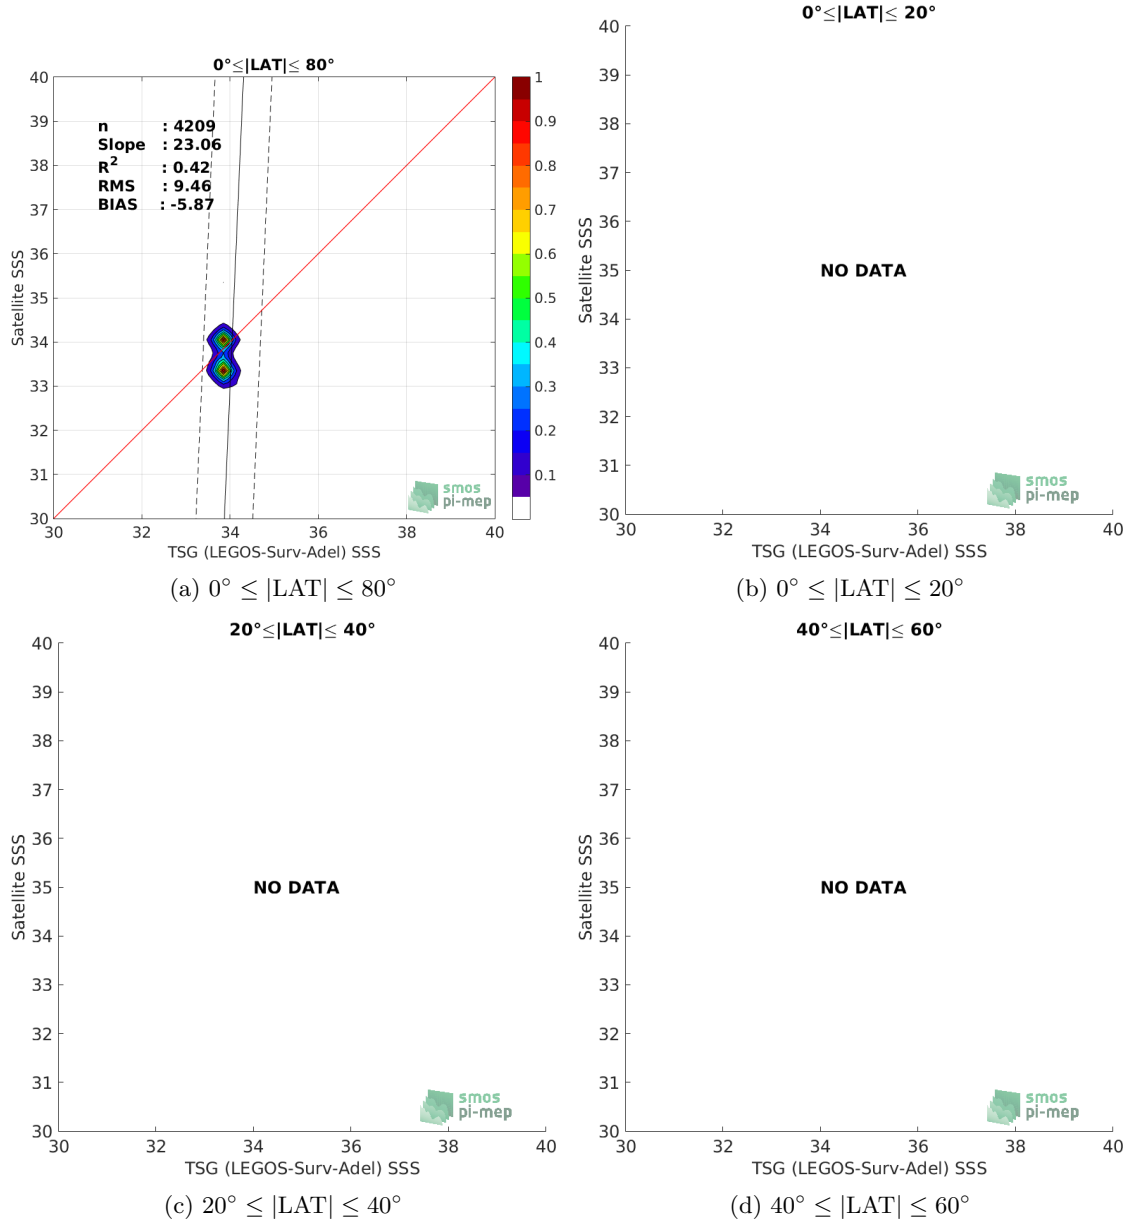 0°≤|LAT|≤ 80°
n : 4209
Slope : 23.06
R2 : 0.42
RMS : 9.46
BIAS : -5.87
40
39
38
37
36
35
34
33
32
31
30
Satellite SSS
30 32 34 36 38 40
TSG (LEGOS-Surv-Adel) SSS
1
0.9
0.8
0.7
0.6
0.5
0.4
0.3
0.2
0.1
smos
pi-mep
(a) 0° ≤ |LAT| ≤ 80°
0°≤|LAT|≤ 20°
40
39
38
37
36
35
34
33
32
31
30
Satellite SSS
NO DATA
smos
pi-mep
30 32 34 36 38 40
TSG (LEGOS-Surv-Adel) SSS
(b) 0° ≤ |LAT| ≤ 20°
20°≤|LAT|≤ 40°
40
39
38
37
36
35
34
33
32
31
30
Satellite SSS
NO DATA
smos
pi-mep
30 32 34 36 38 40
TSG (LEGOS-Surv-Adel) SSS
(c) 20° ≤ |LAT| ≤ 40°
40°≤|LAT|≤ 60°
40
39
38
37
36
35
34
33
32
31
30
Satellite SSS
NO DATA
smos
pi-mep
30 32 34 36 38 40
TSG (LEGOS-Surv-Adel) SSS
(d) 40° ≤ |LAT| ≤ 60°